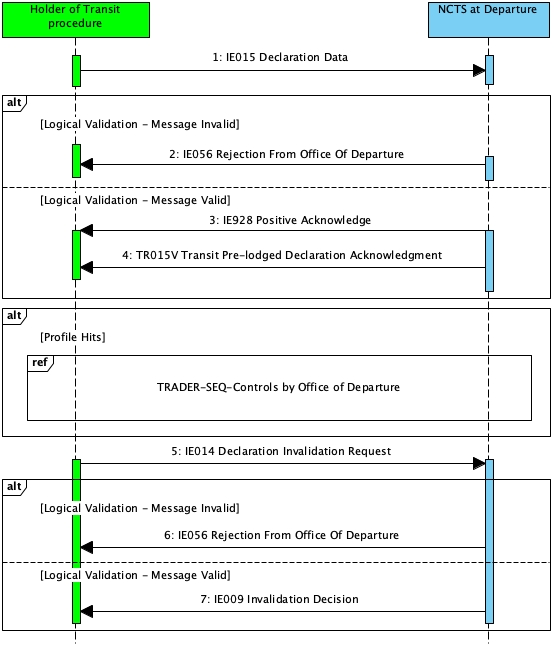 Holder of Transit
procedure
NCTS at Departure
1: IE015 Declaration Data
alt
[Logical Validation - Message Invalid]
2: IE056 Rejection From Office Of Departure
[Logical Validation - Message Valid]
3: IE928 Positive Acknowledge
4: TR015V Transit Pre-lodged Declaration Acknowledgment
alt
[Profile Hits]
ref
TRADER-SEQ-Controls by Office of Departure
5: IE014 Declaration Invalidation Request
alt
[Logical Validation - Message Invalid]
6: IE056 Rejection From Office Of Departure
[Logical Validation - Message Valid]
7: IE009 Invalidation Decision